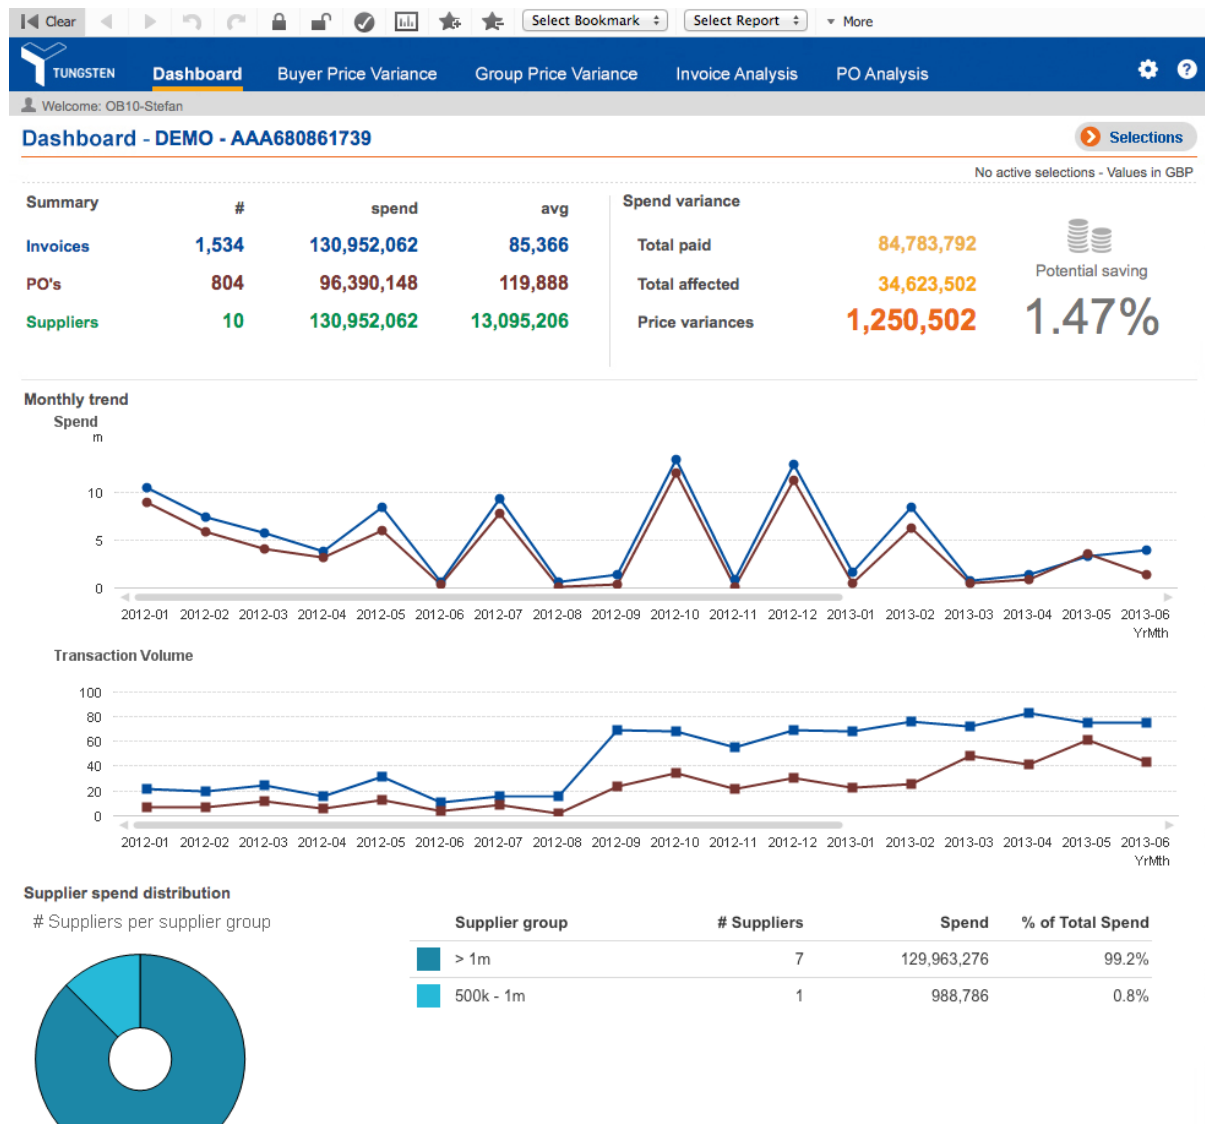 Clear Select Bookmark Select Report More
TUNGSTEN Dashboard Buyer Price Variance Group Price Variance Invoice Analysis PO Analysis ?
Welcome: OB10-Stefan
Dashboard - DEMO - AAA680861739 Selections
No active selections - Values in GBP
Summary # spend avg
Invoices 1,534 130,952,062 85,366
PO's 804 96,390,148 119,888
Suppliers 10 130,952,062 13,095,206
Spend variance
Total paid 84,783,792
Total affected 34,623,502
Price variances 1,250,502
Potential saving
1.47%
Monthly trend
Spend
m
10
5
0
2012-01 2012-02 2012-03 2012-04 2012-05 2012-06 2012-07 2012-08 2012-09 2012-10 2012-11 2012-12 2013-01 2013-02 2013-03 2013-04 2013-05 2013-06
YrMth
Transaction Volume
100
80
60
40
20
0
2012-01 2012-02 2012-03 2012-04 2012-05 2012-06 2012-07 2012-08 2012-09 2012-10 2012-11 2012-12 2013-01 2013-02 2013-03 2013-04 2013-05 2013-06
YrMth
Supplier spend distribution
# Suppliers per supplier group
Supplier group # Suppliers Spend % of Total Spend
> 1m 7 129,963,276 99.2%
500k - 1m 1 988,786 0.8%